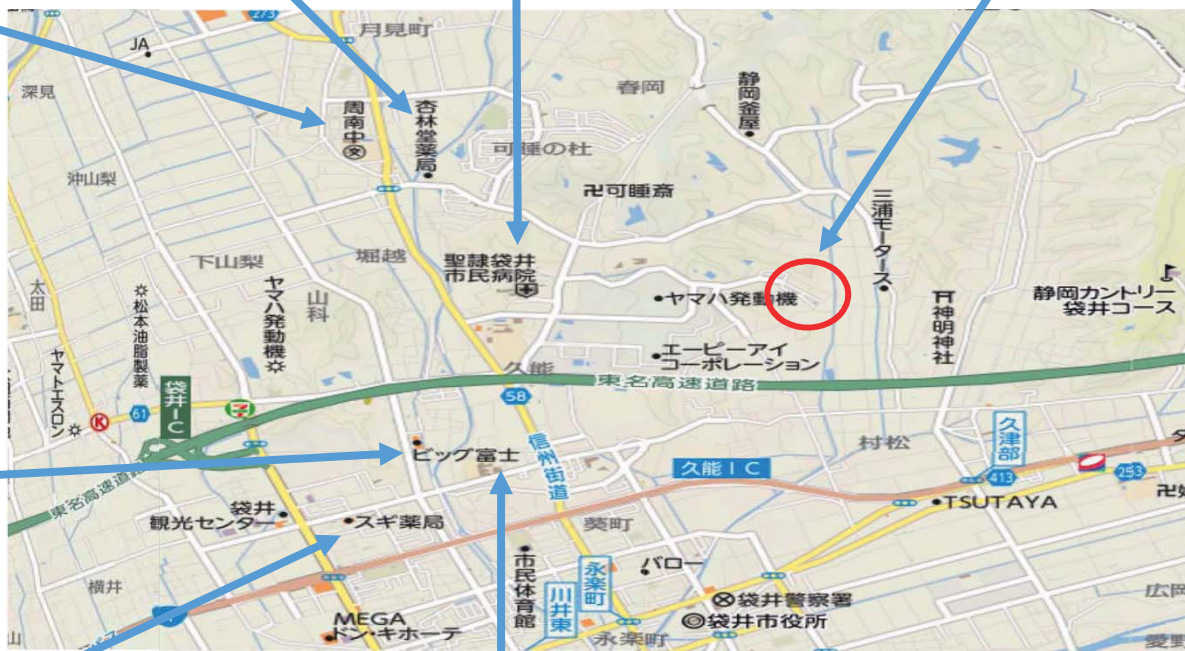 273
月見町
JA
深見
周南中
文
杏林堂薬局
春岡
静岡釜屋
可睡の杜
沖山梨
卍可睡斎
三浦モータース
下山梨
堀越
聖隷袋井
市民病院
太田
松本油脂製薬
ヤマハ発動機
山科
ヤマハ発動機
神明神社
静岡カントリー
袋井コース
エーピーアイ
コーポレーション
ヤマトエスロン
久能
東名高速道路
袋井IC
K
61
7
58
信州街道
村松
久津部
ビッグ富士
久能IC
413
253
東名高速道路
TSUTAYA
袋井
観光センター
スギ薬局
葵町
横井
市民体育館
バロー
永楽町
川井東
袋井警察署
袋井市役所
広岡
MEGA
ドン・キホーテ
永楽町
山
愛野